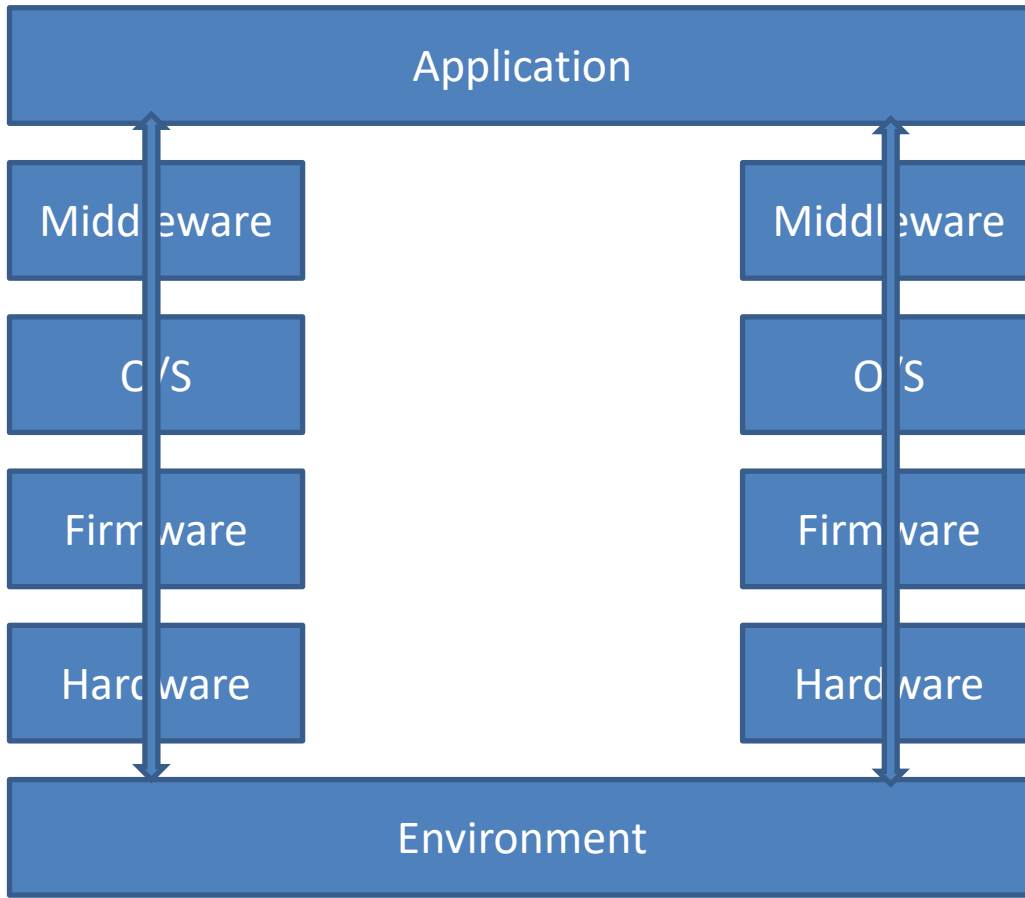 Application
Middleware
Middleware
O/S
O/S
Firmware
Firmware
Hardware
Hardware
Environment